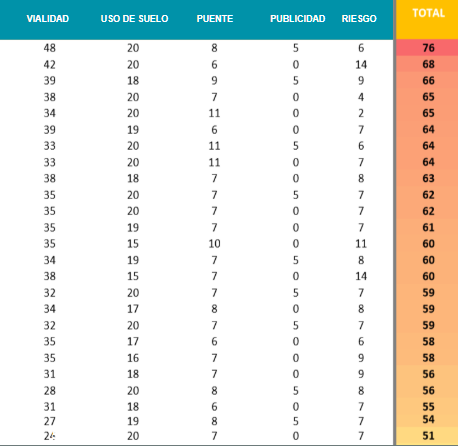 VIALIDAD USO DE SUELO PUENTE PUBLICIDAD RIESGO TOTAL
48 20 8 5 6 76
42 20 6 0 14 68
39 18 9 5 9 66
38 20 7 0 4 65
34 20 11 0 2 65
39 19 6 0 7 64
33 20 11 5 6 64
33 20 11 0 7 64
38 18 7 0 8 63
35 20 7 5 7 62
35 20 7 0 7 62
35 19 7 0 7 61
35 15 10 0 11 60
34 19 7 5 8 60
38 15 7 0 14 60
32 20 7 5 7 59
34 17 8 0 8 59
32 20 7 5 7 59
35 17 6 0 6 58
35 16 7 0 9 58
31 18 7 0 9 56
28 20 8 5 8 56
31 18 6 0 7 55
27 19 8 5 7 54
24 20 7 0 7 51